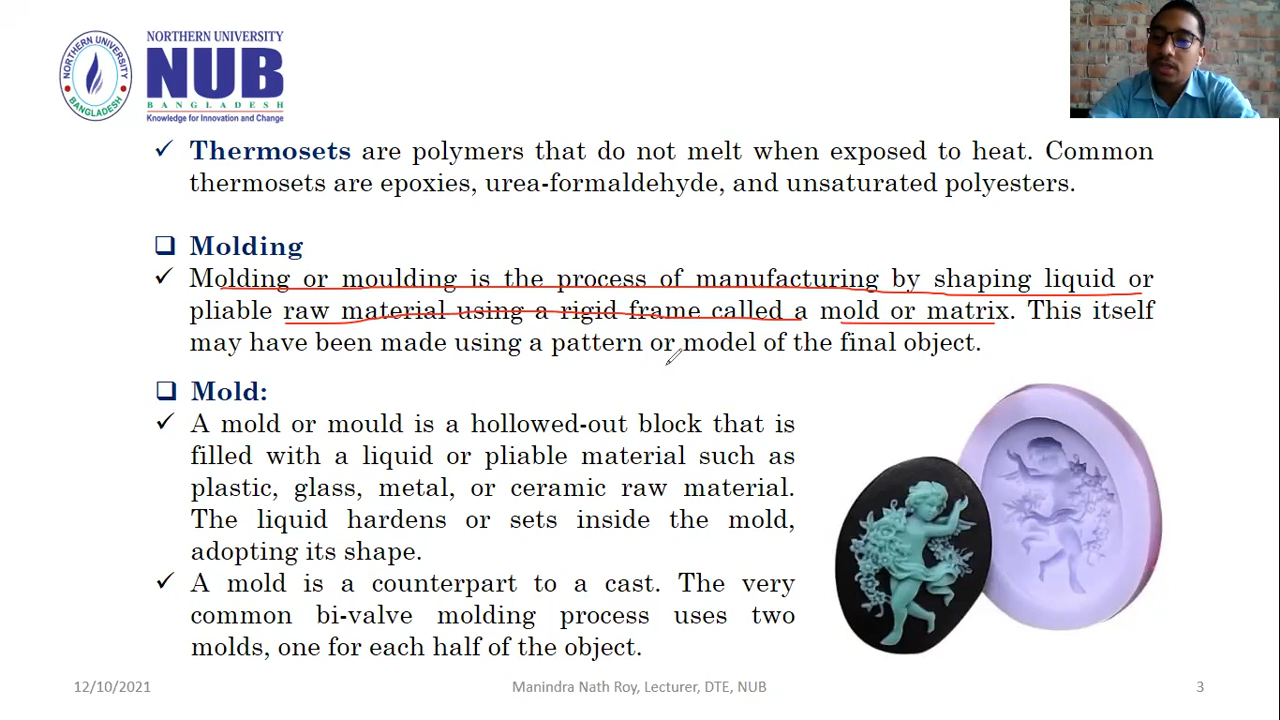 NORTHERN UNIVERSITY
NUB
BANGLADESH
Knowledge for Innovation and Change
NORTHERN UNIVERSITY
BANGLADESH
✓ Thermosets are polymers that do not melt when exposed to heat. Common
thermosets are epoxies, urea-formaldehyde, and unsaturated polyesters.
❑ Molding
✓ Molding or moulding is the process of manufacturing by shaping liquid or
pliable raw material using a rigid frame called a mold or matrix. This itself
may have been made using a pattern or model of the final object.
❑ Mold:
✓ A mold or mould is a hollowed-out block that is
filled with a liquid or pliable material such as
plastic, glass, metal, or ceramic raw material.
The liquid hardens or sets inside the mold,
adopting its shape.
✓ A mold is a counterpart to a cast. The very
common bi-valve molding process uses two
molds, one for each half of the object.
12/10/2021
Manindra Nath Roy, Lecturer, DTE, NUB
3